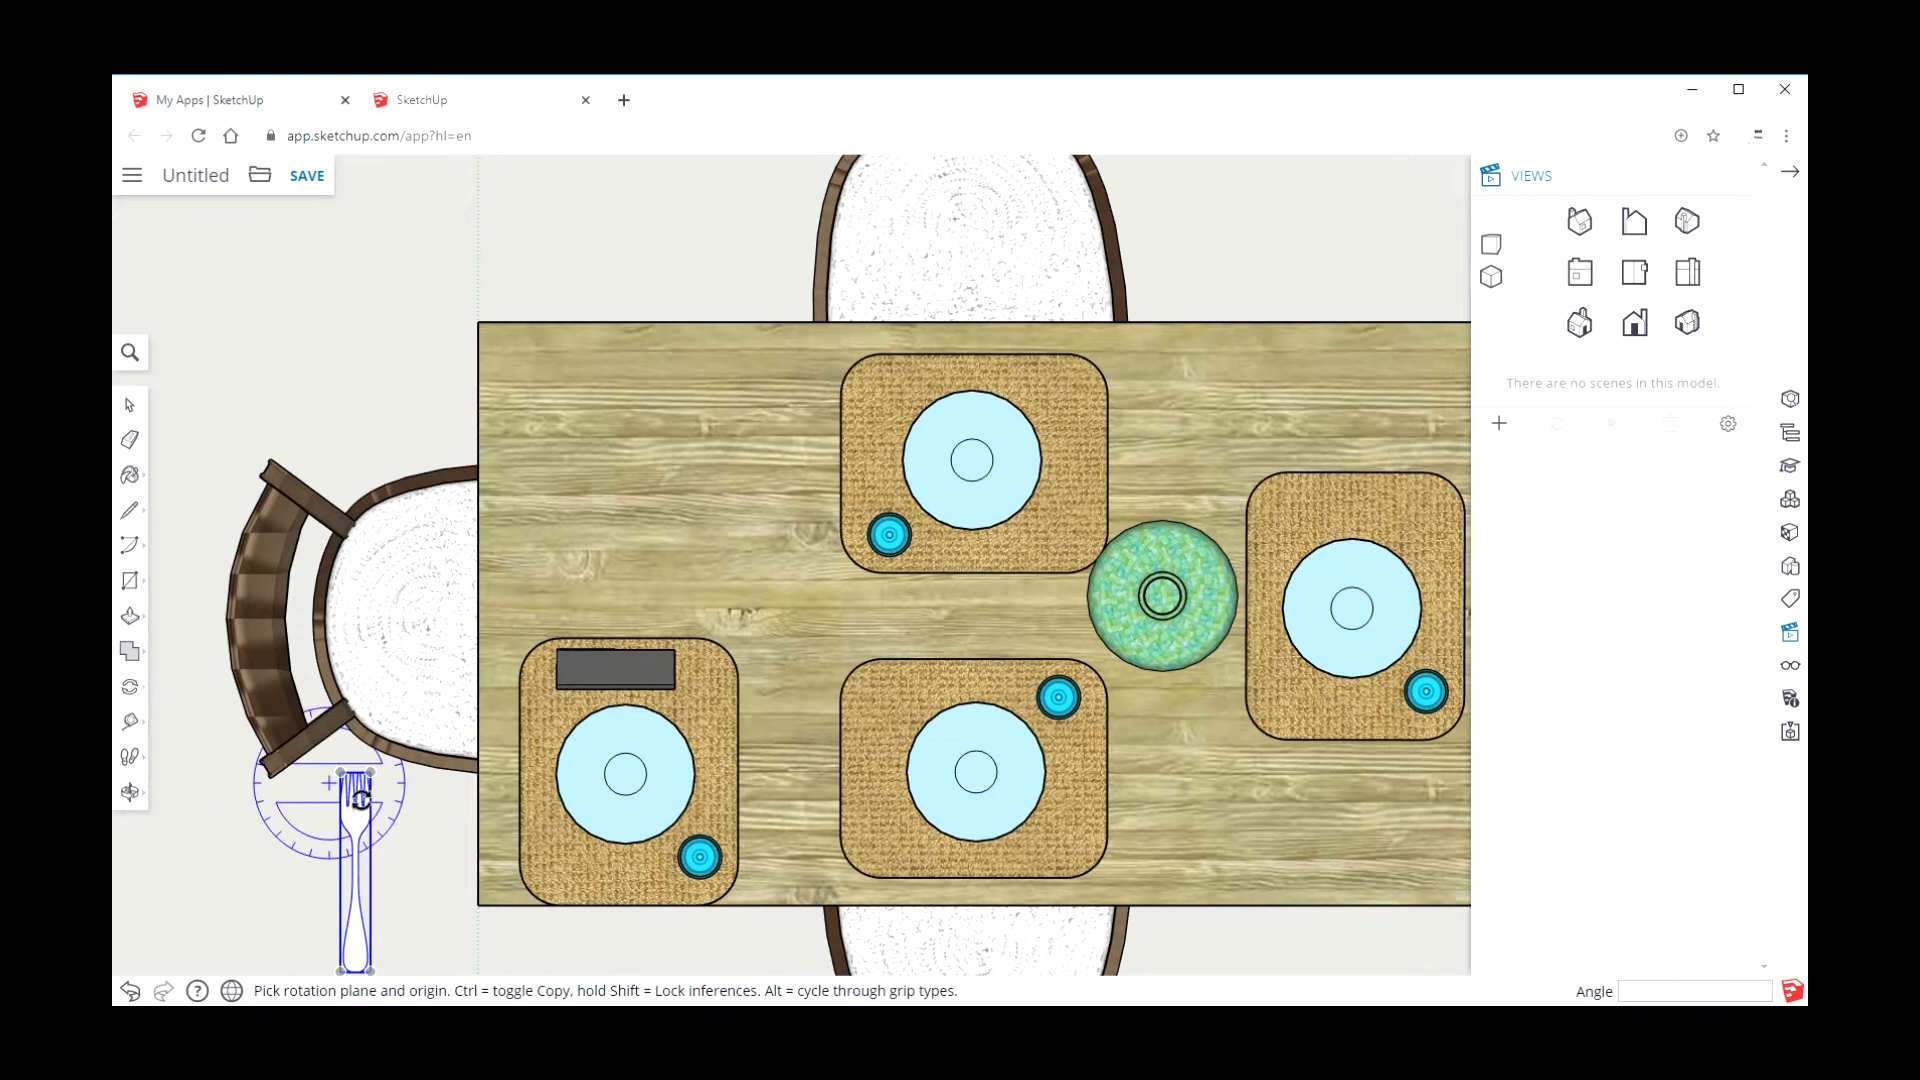 My Apps | SketchUp
SketchUp
app.sketchup.com/app?hl=en
Untitled
SAVE
VIEWS
There are no scenes in this model.
Pick rotation plane and origin. Ctrl = toggle Copy, hold Shift = Lock inferences. Alt = cycle through grip types.
Angle